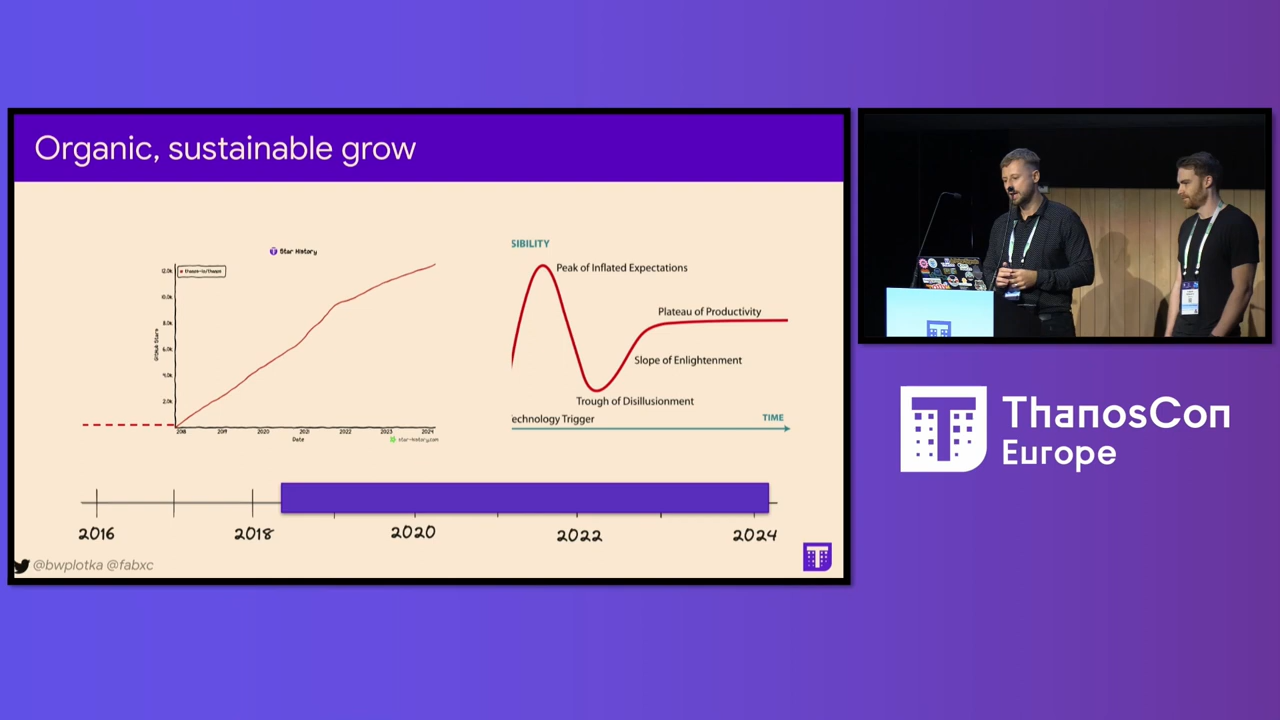 Organic, sustainable grow
Star History
thanos-io/thanos
12.0k
10.0k
8.0k
6.0k
4.0k
2.0k
GitHub Stars
2018
2019
2020
2021
2022
2023
2024
Date
star-history.com
SIBILITY
Peak of Inflated Expectations
Plateau of Productivity
Slope of Enlightenment
Trough of Disillusionment
echnology Trigger
TIME
2016
2018
2020
2022
2024
@bwplotka @fabxc
ThanosCon
Europe